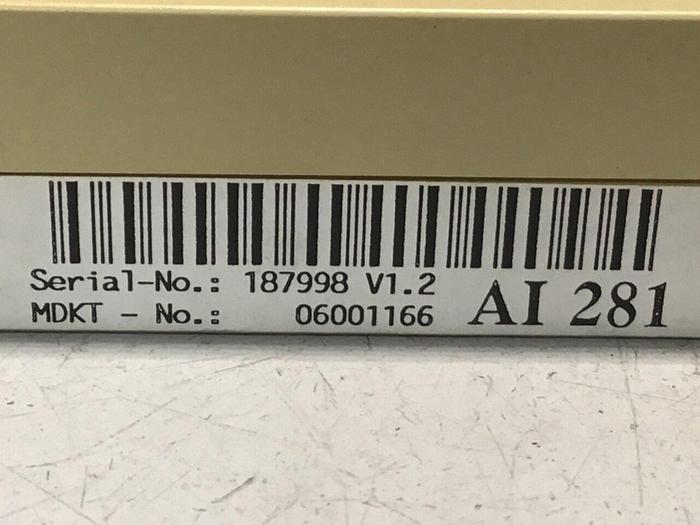 Serial-No.: 187998 V1.2
MDKT - No.: 06001166
AI 281